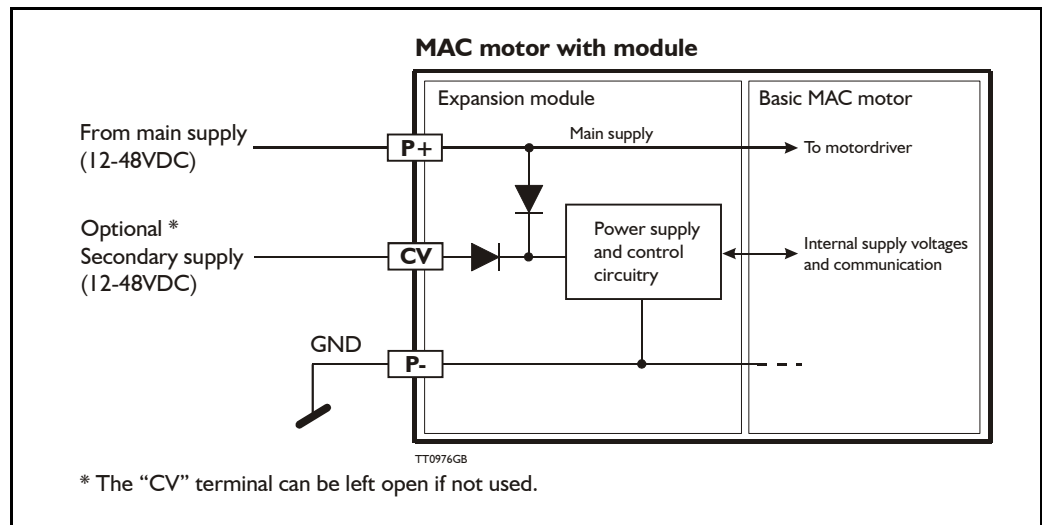 MAC motor with module
Expansion module
Basic MAC motor
From main supply
(12-48VDC)
P+
Main supply
To motordriver
Optional *
Secondary supply
(12-48VDC)
CV
Power supply
and control
circuitry
Internal supply voltages
and communication
GND
P-
TT0976GB
* The “CV” terminal can be left open if not used.